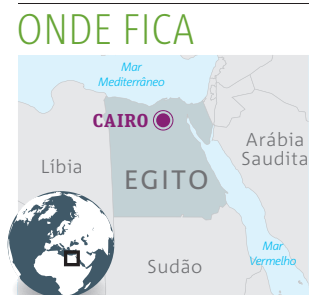 ONDE FICA
Mar
Mediterrâneo
CAIRO
Arábia
Saudita
Líbia
EGITO
Mar
Vermelho
Sudão